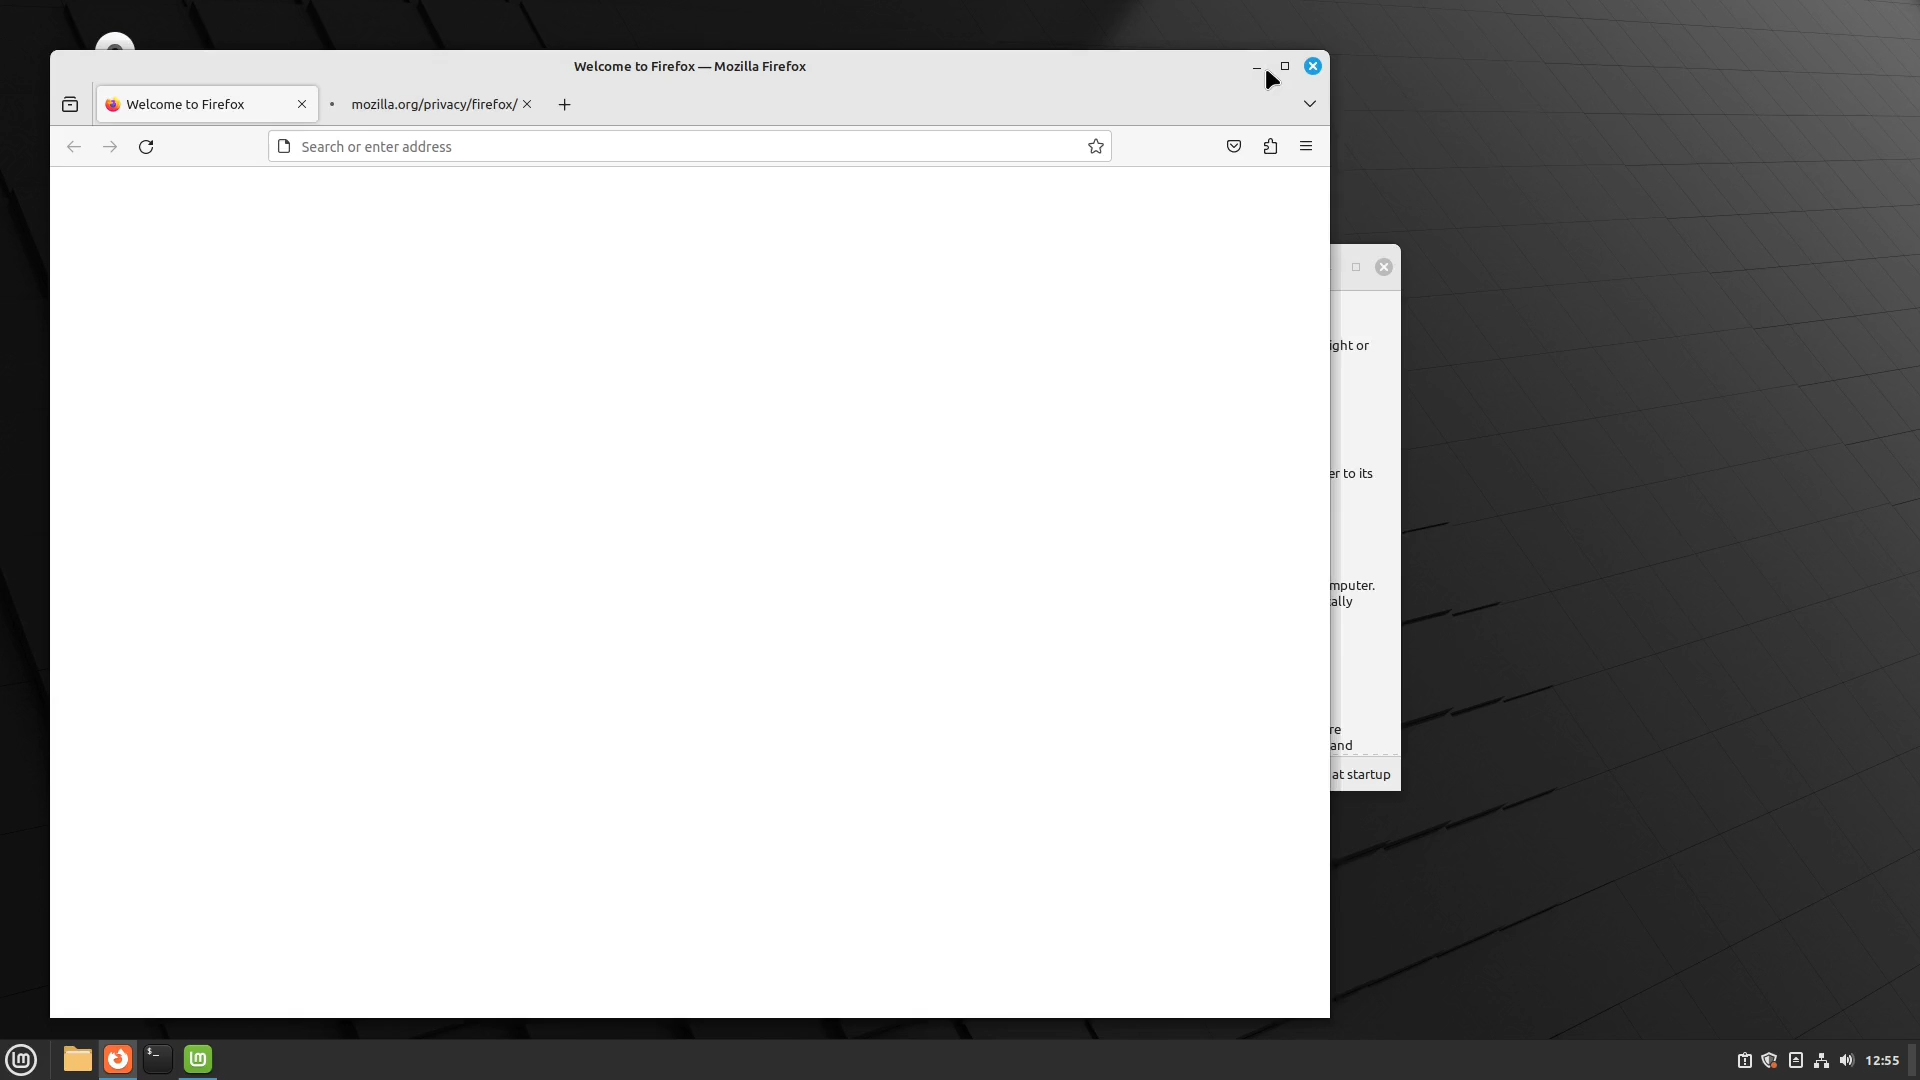 Welcome to Firefox — Mozilla Firefox
Welcome to Firefox
mozilla.org/privacy/firefox/
Search or enter address
ight or
er to its
mputer.
ally
re
and
at startup
$_
12:55